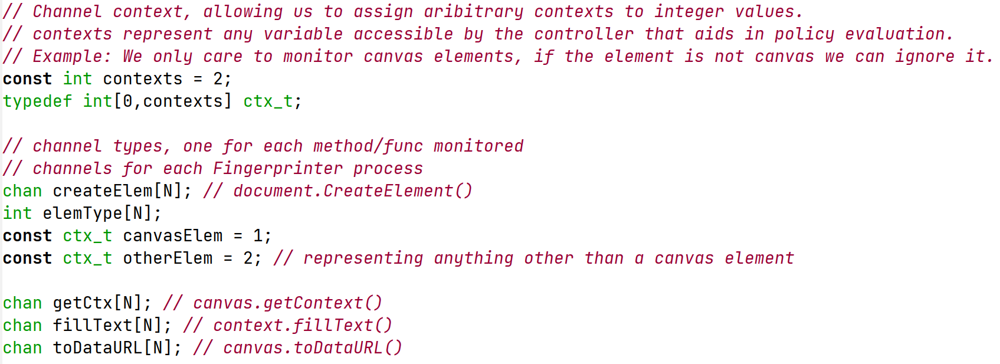 // Channel context, allowing us to assign aribitrary contexts to integer values.
// contexts represent any variable accessible by the controller that aids in policy evaluation.
// Example: We only care to monitor canvas elements, if the element is not canvas we can ignore it.
const int contexts = 2;
typedef int[0,contexts] ctx_t;

// channel types, one for each method/func monitored
// channels for each Fingerprinter process
chan createElem[N]; // document.CreateElement()
int elemType[N];
const ctx_t canvasElem = 1;
const ctx_t otherElem = 2; // representing anything other than a canvas element

chan getCtx[N]; // canvas.getContext()
chan fillText[N]; // context.fillText()
chan toDataURL[N]; // canvas.toDataURL()